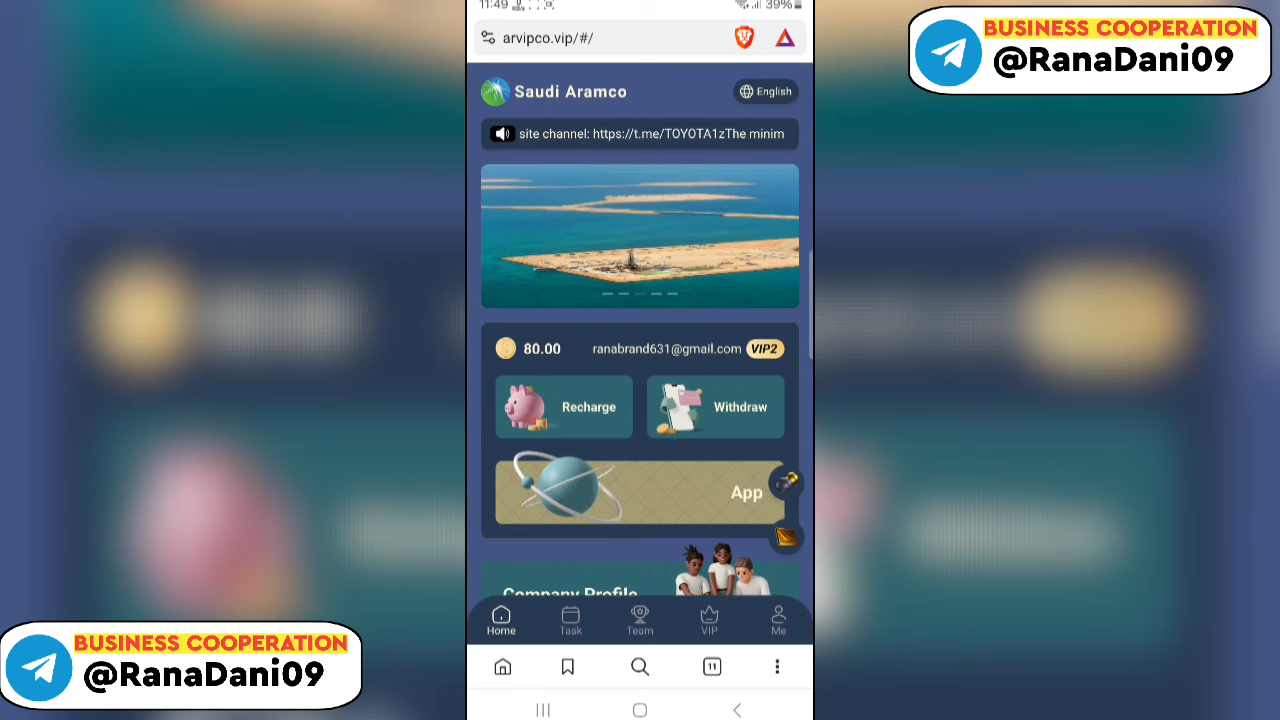 11:49
39%
BUSINESS COOPERATION
@RanaDani09
arvipco.vip/#/
Saudi Aramco
English
site channel: https://t.me/TOYOTA1zThe minim
80.00
ranabrand631@gmail.com
VIP2
Recharge
Withdraw
App
Company Profile
Home
Task
Team
VIP
Me
11
BUSINESS COOPERATION
@RanaDani09